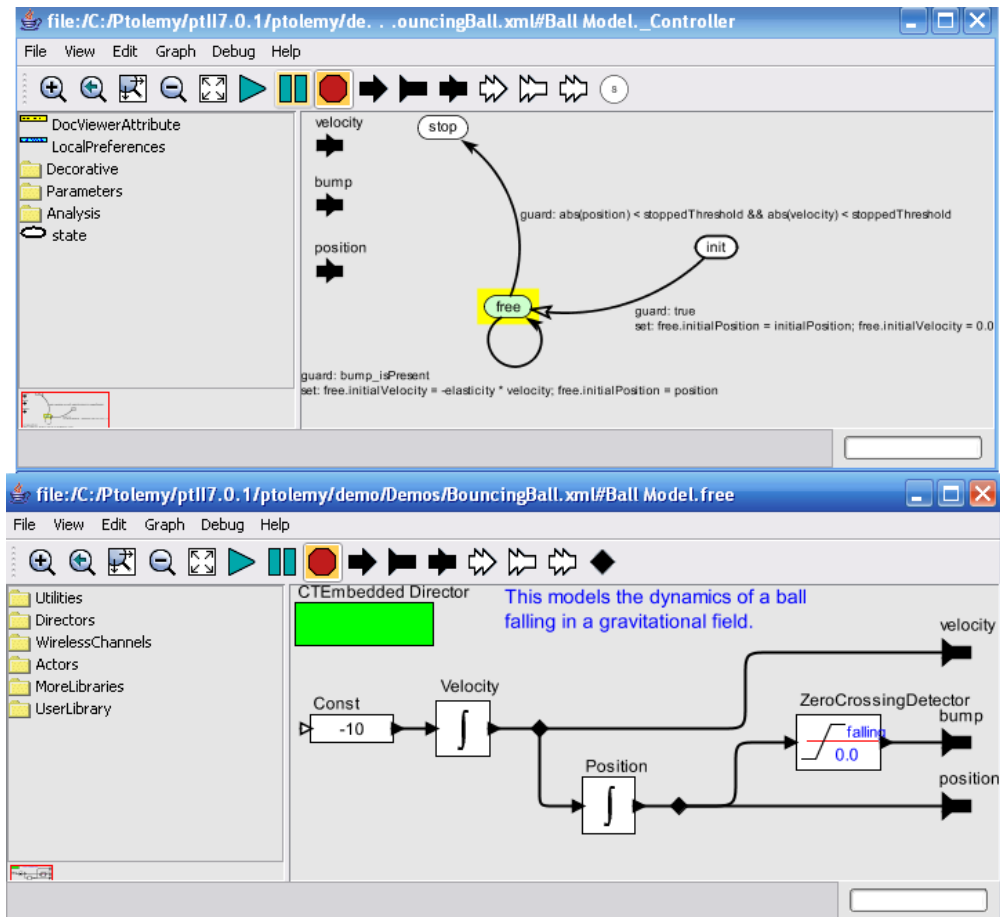 file:/C:/Ptolemy/ptII7.0.1/ptolemy/de. . .ouncingBall.xml#Ball Model._Controller
File View Edit Graph Debug Help
s
DocViewerAttribute
LocalPreferences
Decorative
Parameters
Analysis
state
velocity
bump
position
stop
guard: abs(position) < stoppedThreshold && abs(velocity) < stoppedThreshold
init
free
guard: true
set: free.initialPosition = initialPosition; free.initialVelocity = 0.0
guard: bump_isPresent
set: free.initialVelocity = -elasticity * velocity; free.initialPosition = position
file:/C:/Ptolemy/ptII7.0.1/ptolemy/demo/Demos/BouncingBall.xml#Ball Model.free
File View Edit Graph Debug Help
Utilities
Directors
WirelessChannels
Actors
MoreLibraries
UserLibrary
CTEmbedded Director
This models the dynamics of a ball
falling in a gravitational field.
velocity
Velocity
Const
-10
∫
ZeroCrossingDetector
bump
falling
0.0
Position
∫
position